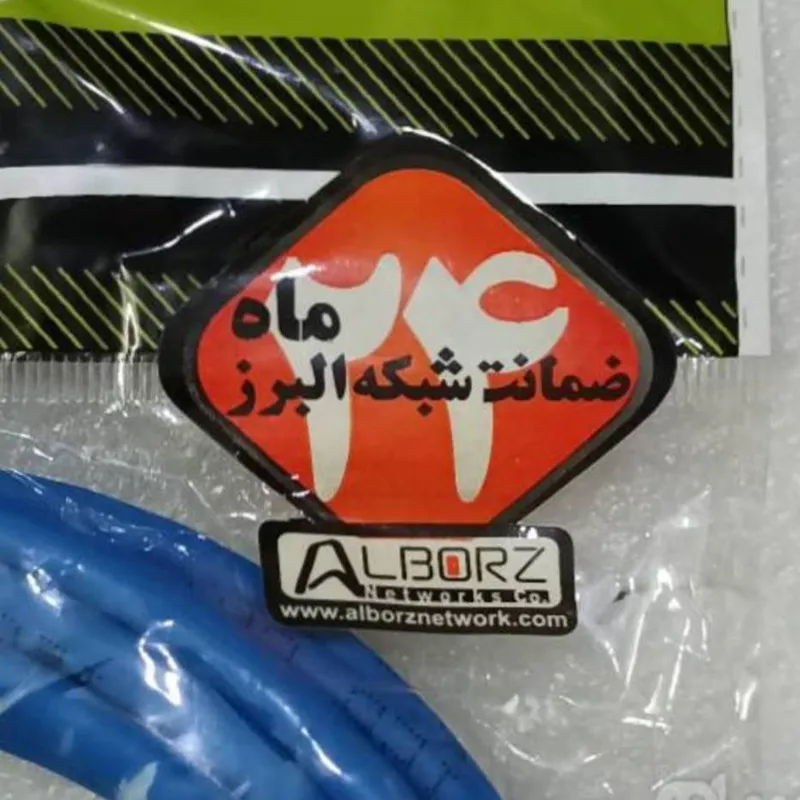 ۲۴
ماه
ضمانت شبکه البرز
ALBORZ
Networks Co.
www.alborznetwork.com